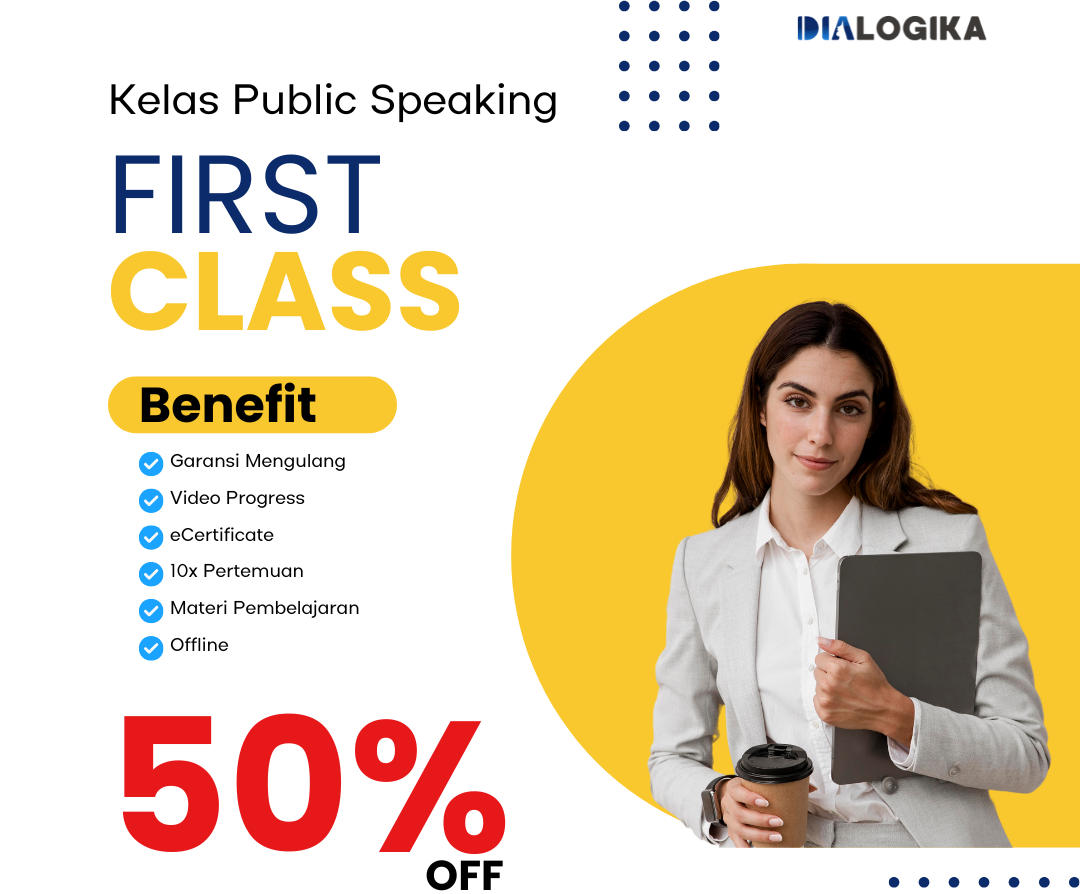 DIALOGIKA
Kelas Public Speaking
FIRST
CLASS
Benefit
Garansi Mengulang
Video Progress
eCertificate
10x Pertemuan
Materi Pembelajaran
Offline
50%
OFF